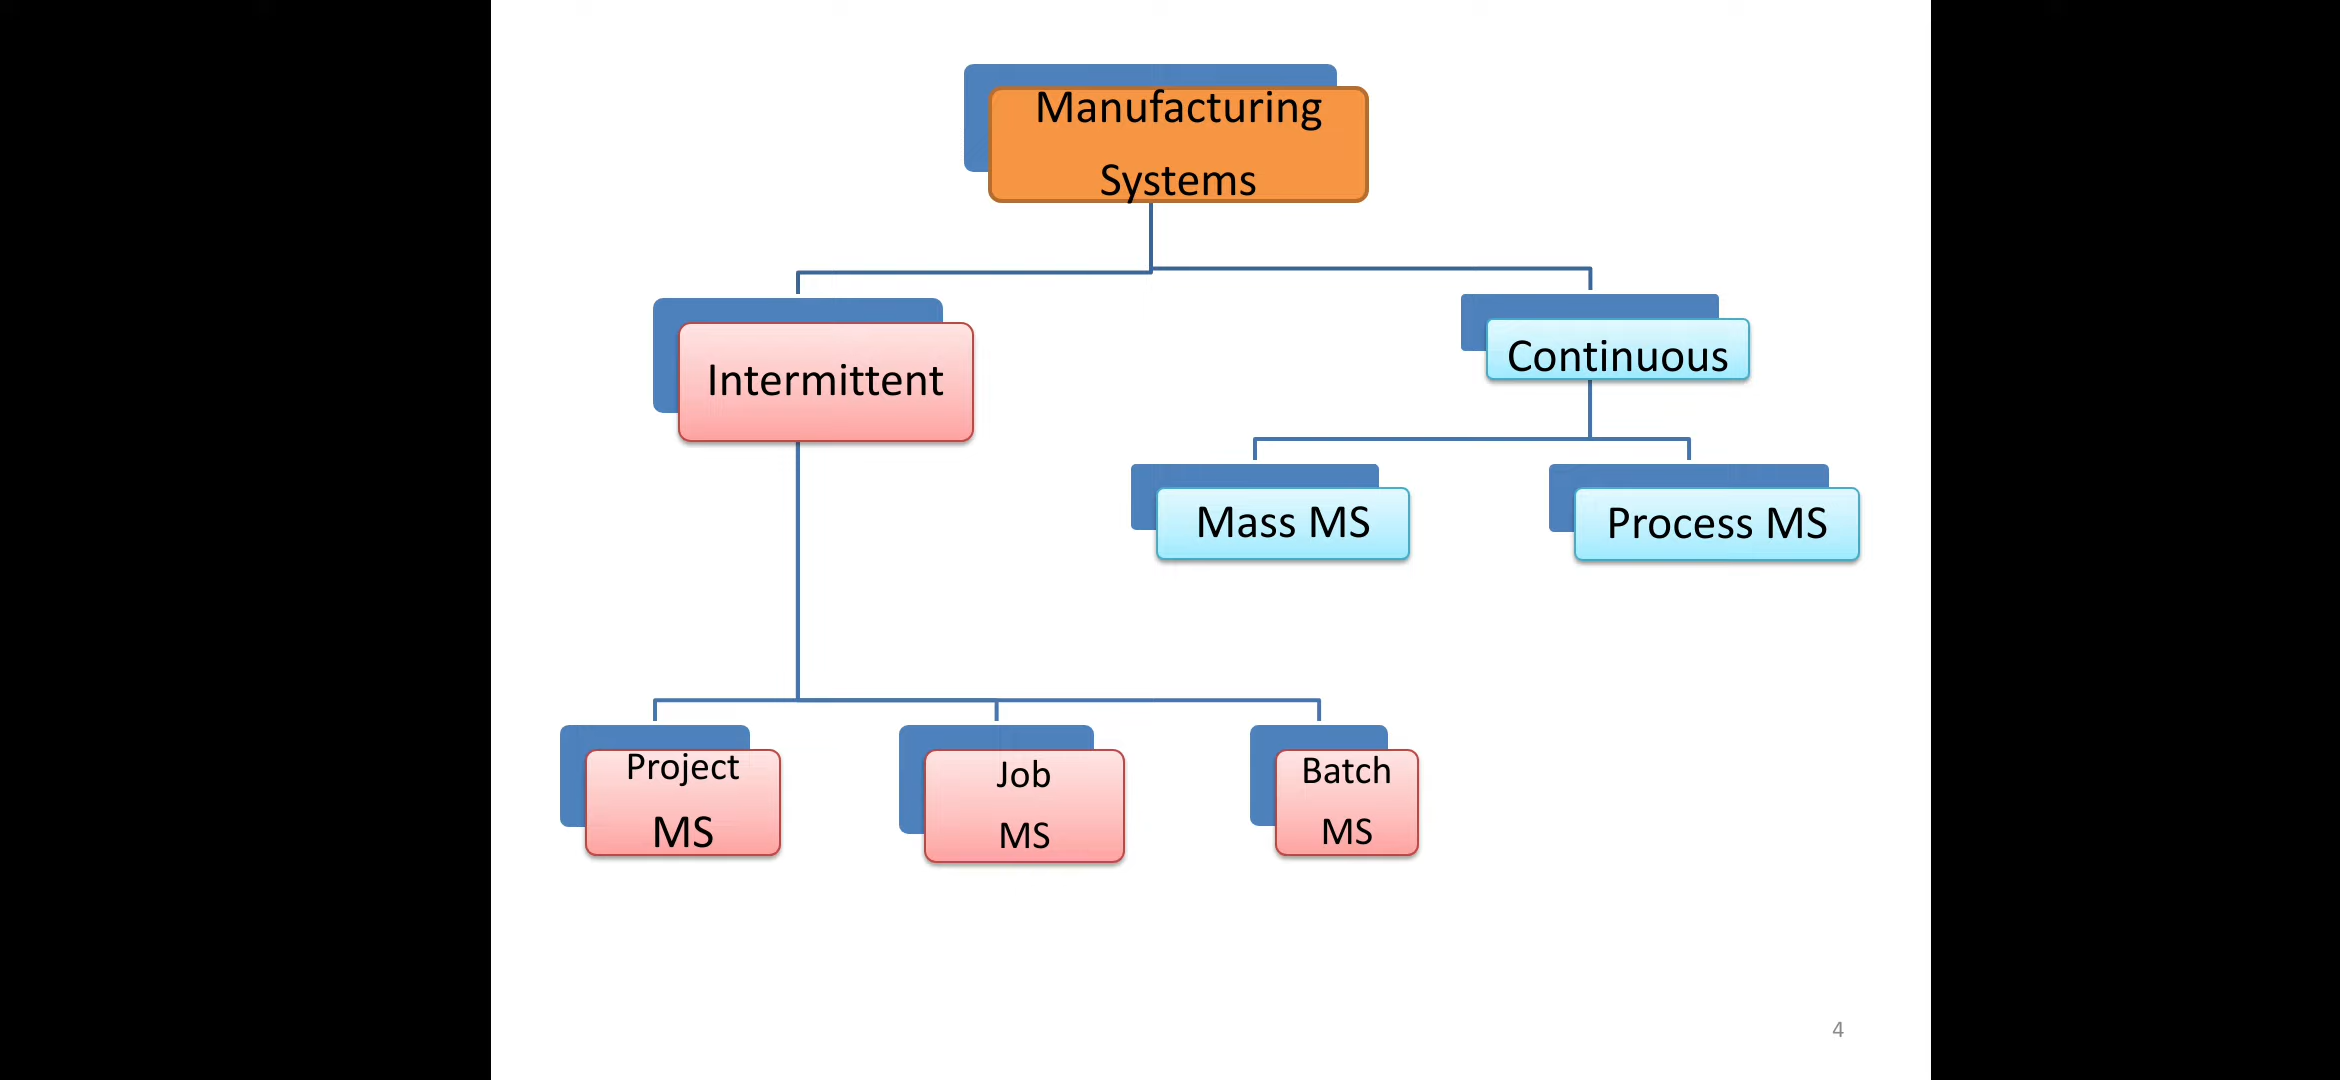 Manufacturing
Systems
Intermittent
Continuous
Mass MS
Process MS
Project
MS
Job
MS
Batch
MS
4